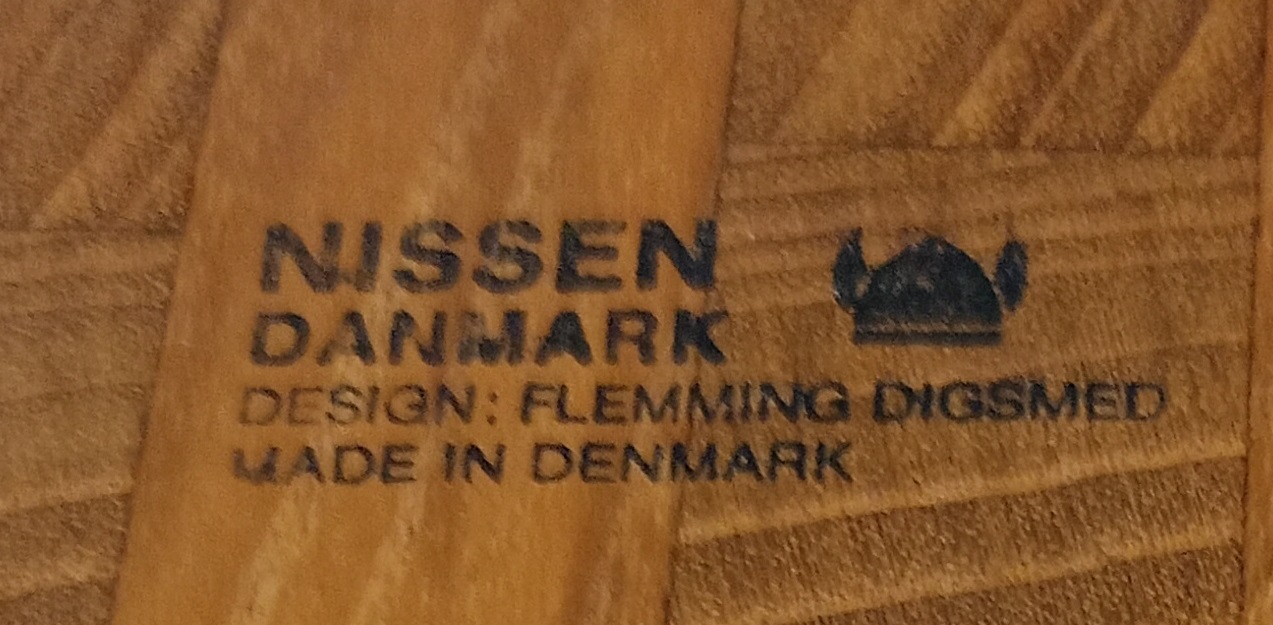 NISSEN
DANMARK
DESIGN: FLEMMING DIGSMED
MADE IN DENMARK